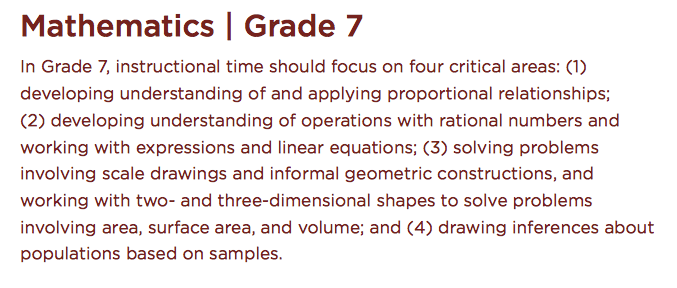 Mathematics | Grade 7
In Grade 7, instructional time should focus on four critical areas: (1)
developing understanding of and applying proportional relationships;
(2) developing understanding of operations with rational numbers and
working with expressions and linear equations; (3) solving problems
involving scale drawings and informal geometric constructions, and
working with two- and three-dimensional shapes to solve problems
involving area, surface area, and volume; and (4) drawing inferences about
populations based on samples.